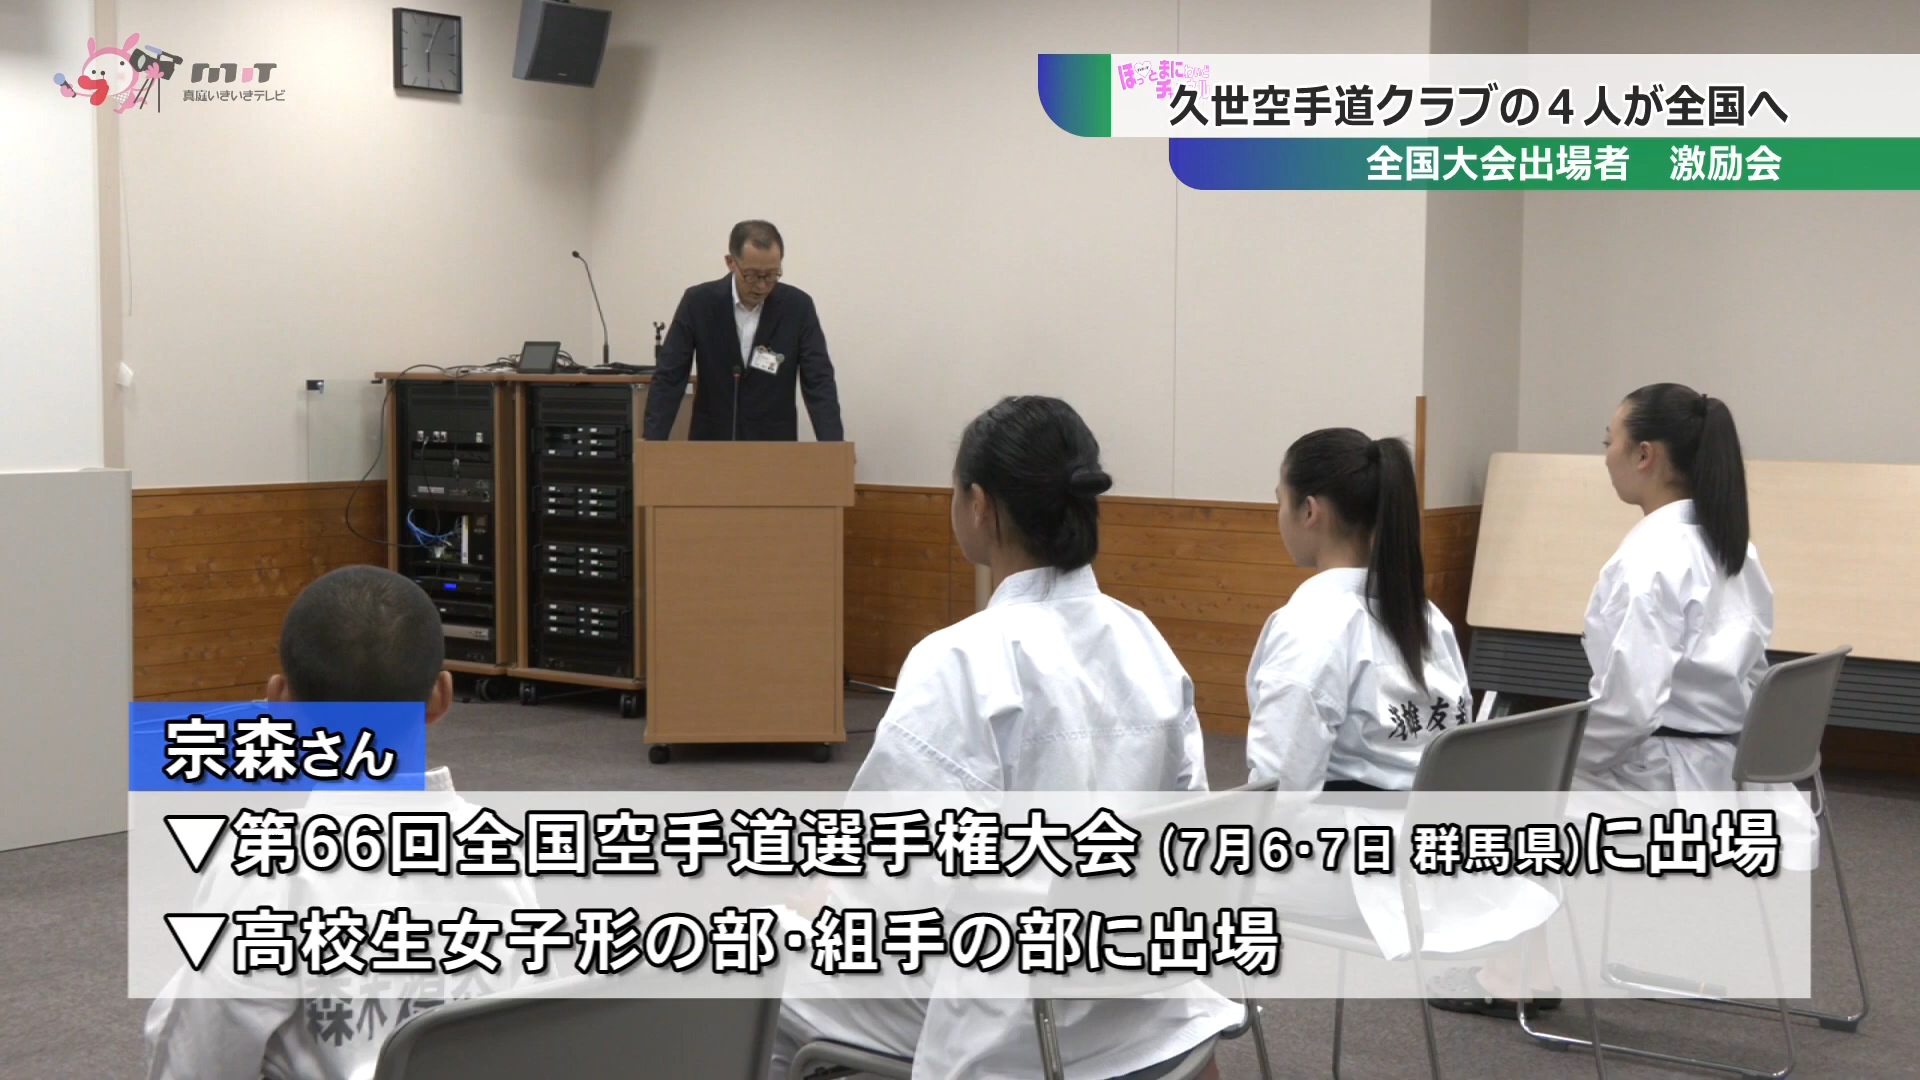 mit
真庭いきいきテレビ
ほっとまにわいど
久世空手道クラブの4人が全国へ
全国大会出場者 激励会
宗森さん
▼第66回全国空手道選手権大会(7月6・7日 群馬県)に出場
▼高校生女子形の部・組手の部に出場